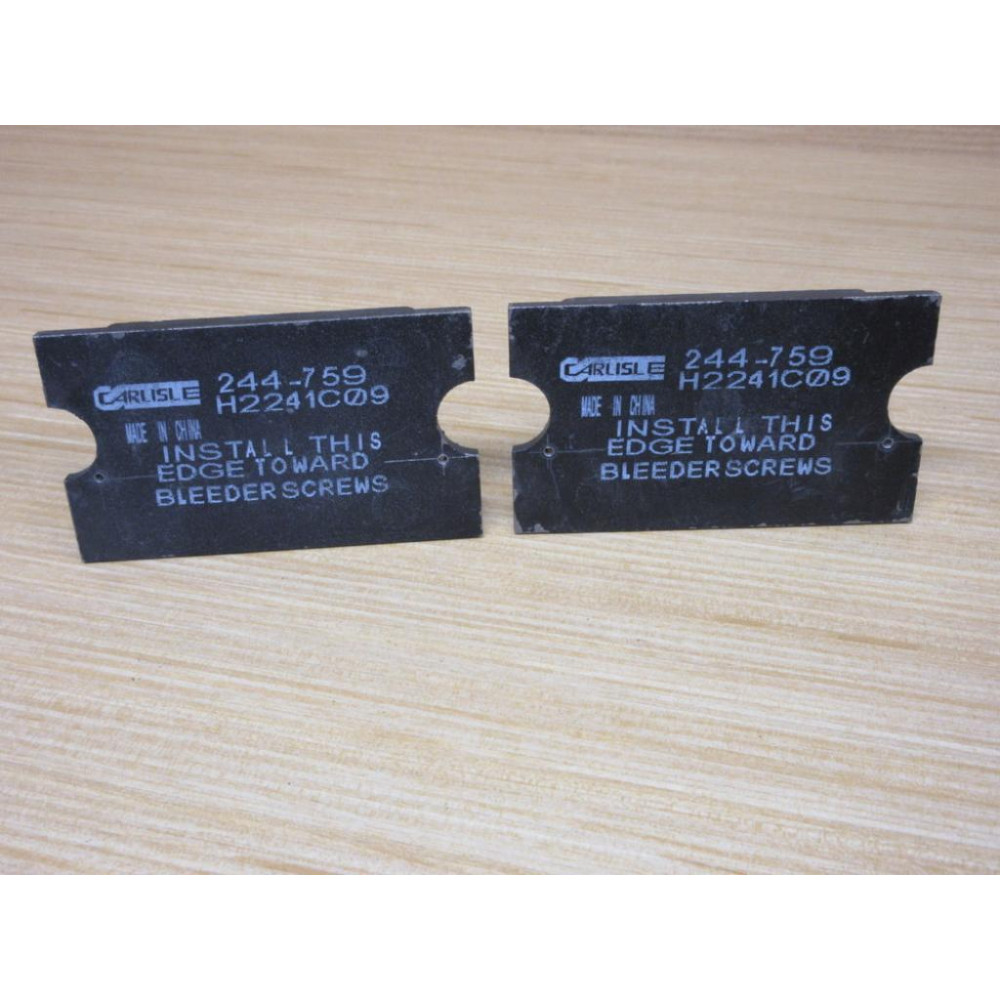 CARLISLE 244-759
H2241C09
MADE IN CHINA
INSTALL THIS
EDGE TOWARD
BLEEDER SCREWS
CARLISLE 244-759
H2241C09
MADE IN CHINA
INSTALL THIS
EDGE TOWARD
BLEEDER SCREWS